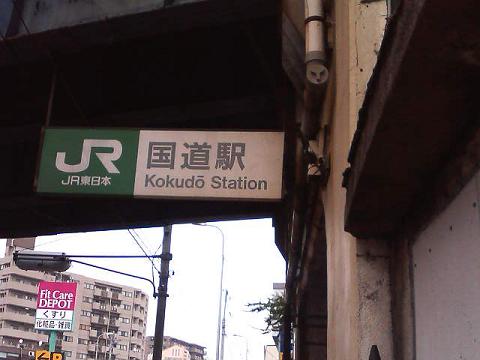 JR
JR東日本
国道駅
Kokudō Station
Fit Care
DEPOT
くすり
化粧品・雑貨
P